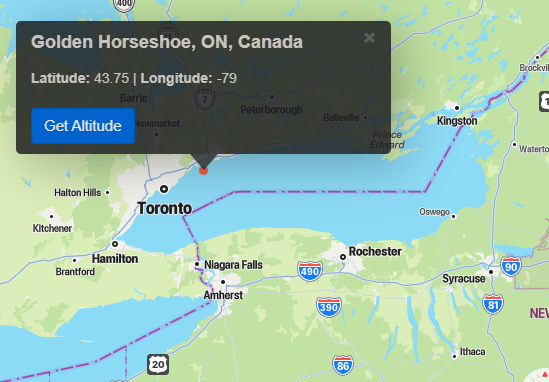 400
Golden Horseshoe, ON, Canada
×
Latitude: 43.75 | Longitude: -79
Barrie
7
Peterborough
Get Altitude
Newmarket
Belleville
Prince
Edward
Kingston
Brockvil
1
Waterto
Halton Hills
Toronto
Kitchener
Oswego
Hamilton
Brantford
Niagara Falls
Rochester
490
90
Syracuse
Amherst
390
81
NEW
20
86
Ithaca